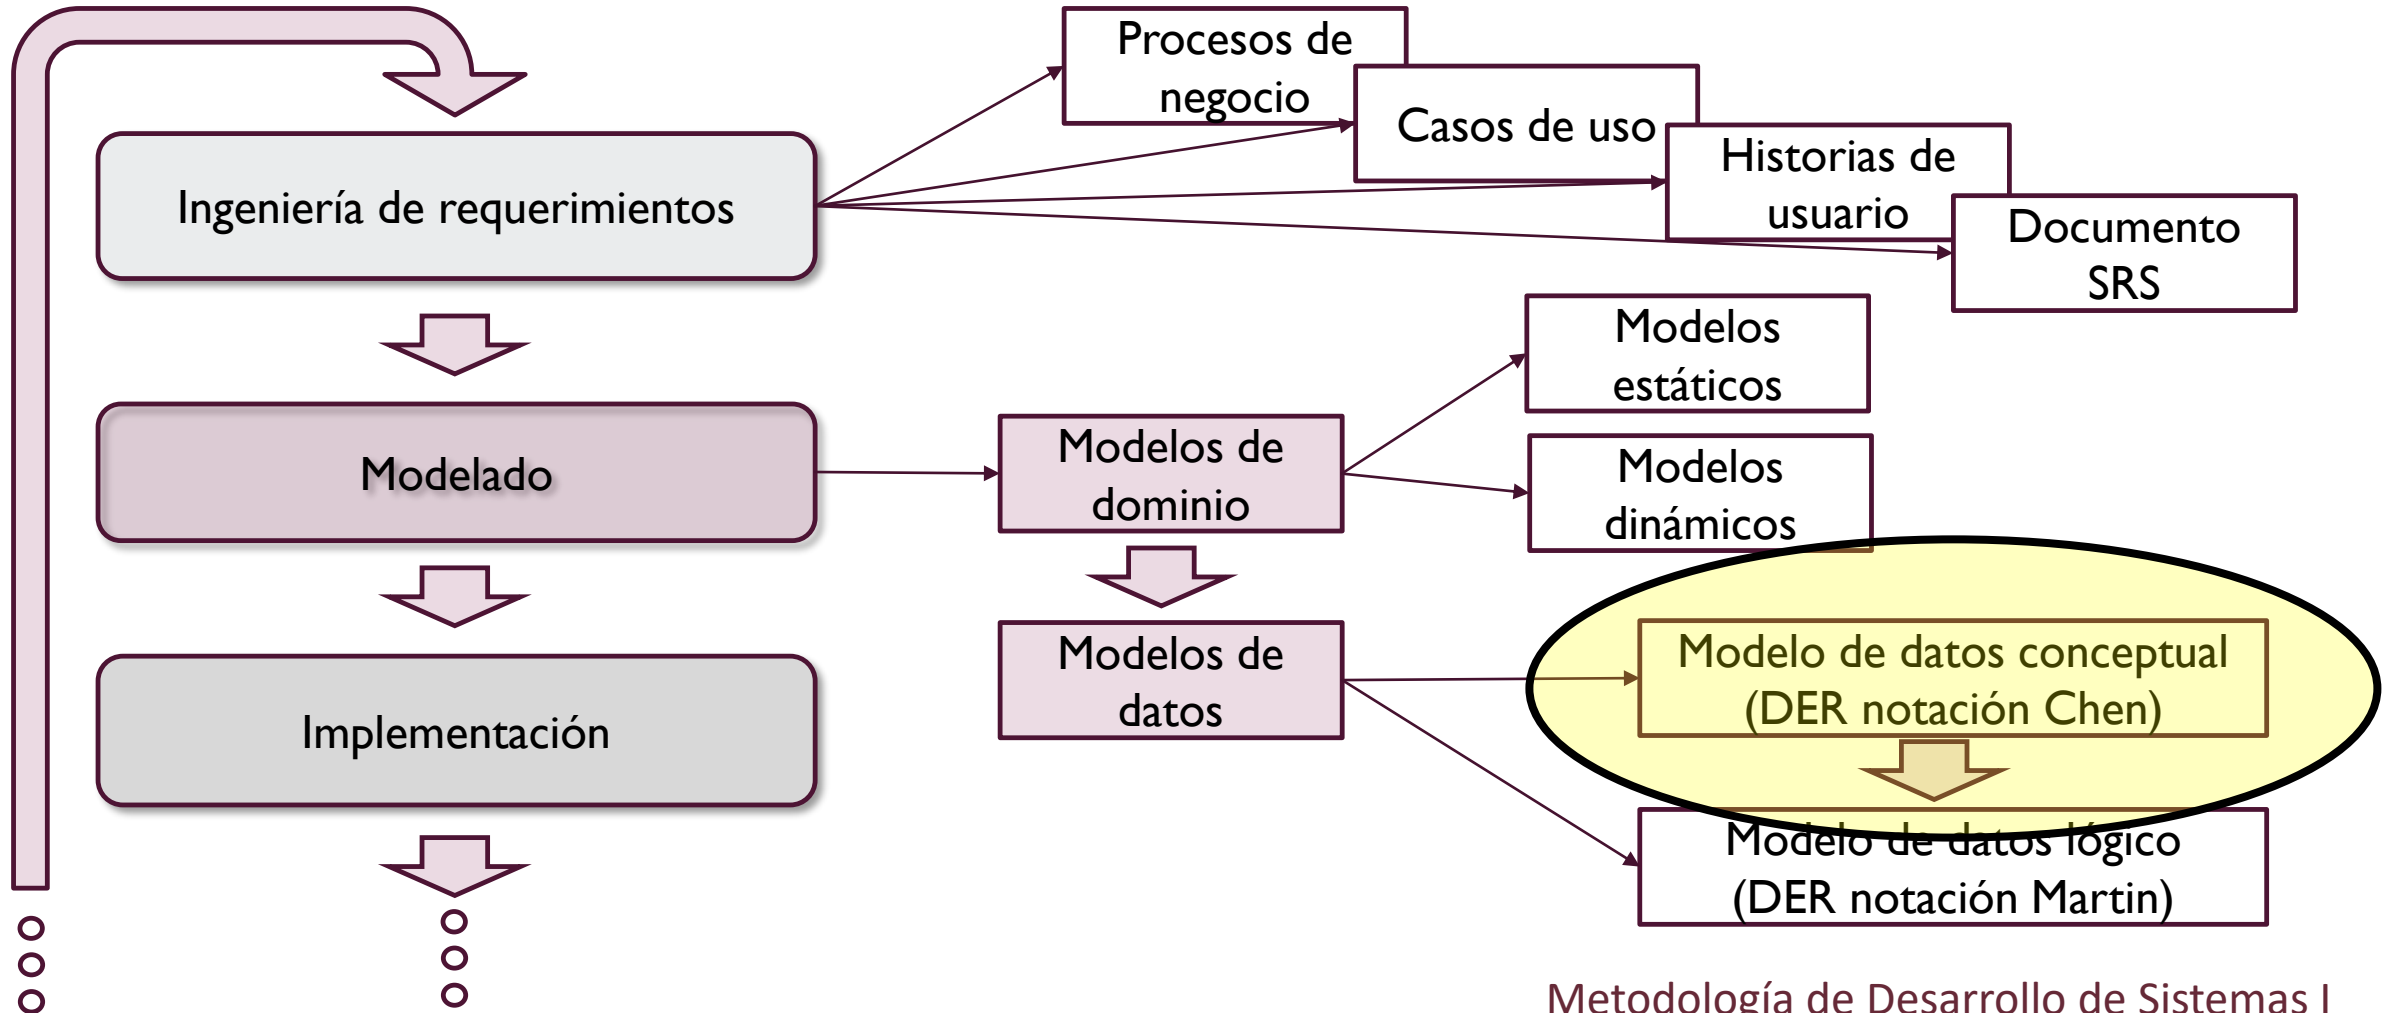 Procesos de
negocio
Casos de uso
Historias de
usuario
Documento
SRS
Ingeniería de requerimientos
Modelos
estáticos
Modelado
Modelos de
dominio
Modelos
dinámicos
Implementación
Modelos de
datos
Modelo de datos conceptual
(DER notación Chen)
Modelo de datos lógico
(DER notación Martin)
Metodología de Desarrollo de Sistemas I